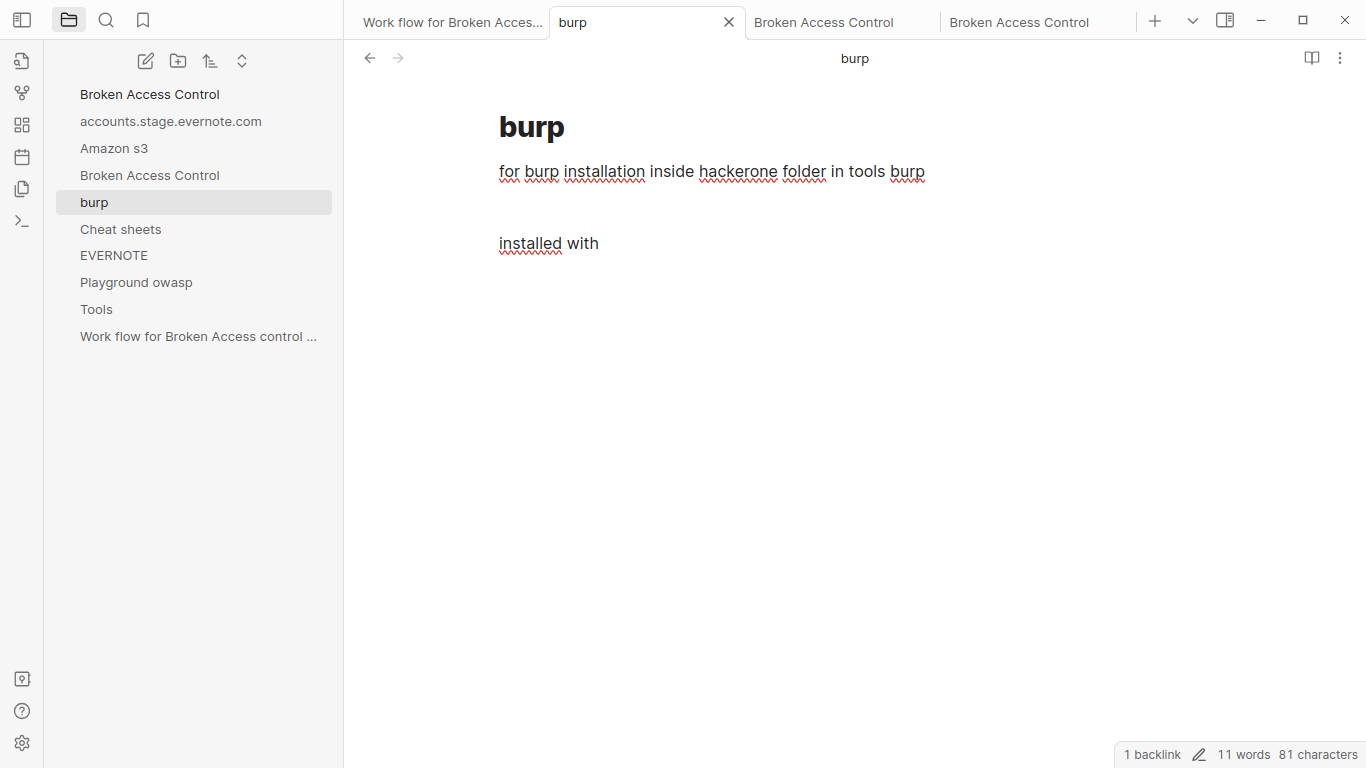 Work flow for Broken Acces...
burp
Broken Access Control
Broken Access Control
burp
Broken Access Control
accounts.stage.evernote.com
Amazon s3
Broken Access Control
burp
Cheat sheets
EVERNOTE
Playground owasp
Tools
Work flow for Broken Access control ...
burp
for burp installation inside hackerone folder in tools burp
installed with
1 backlink 11 words 81 characters